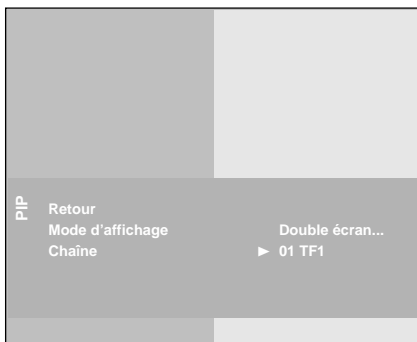 PIP
Retour
Mode d'affichage Double écran...
Chaîne ► 01 TF1